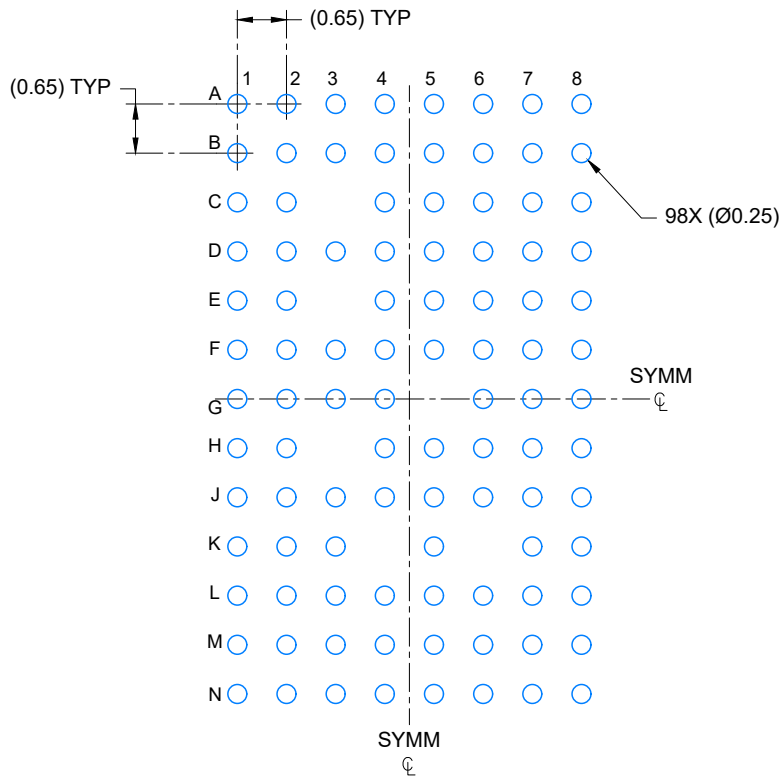 (0.65) TYP
(0.65) TYP
1 2 3 4 5 6 7 8
A
B
98X (Ø0.25)
C
D
E
F
SYMM
℄
G
H
J
K
L
M
N
SYMM
℄